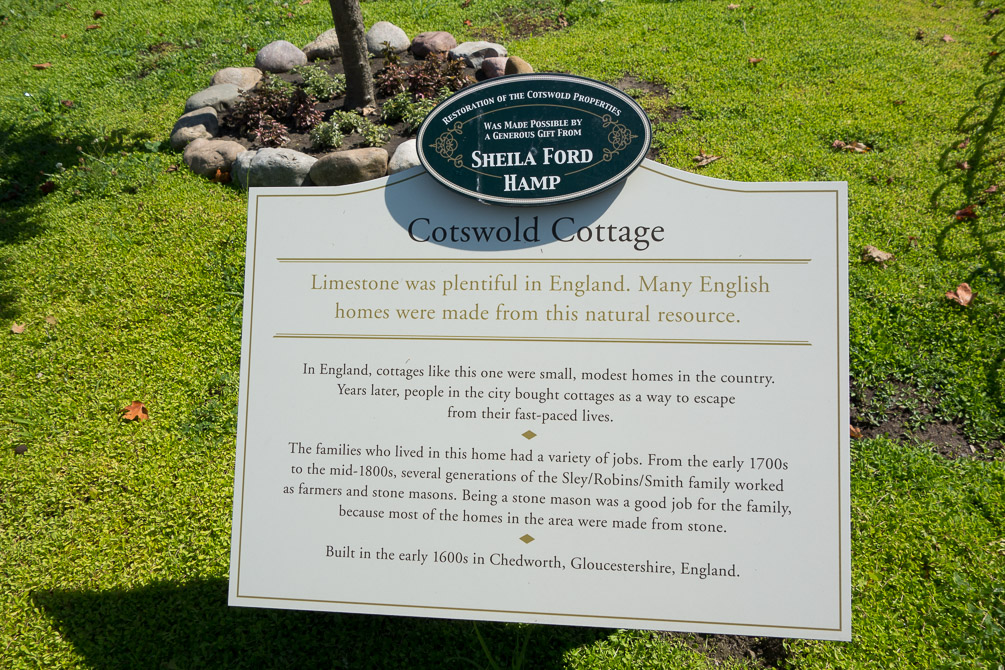 RESTORATION OF THE COTSWOLD PROPERTIES
WAS MADE POSSIBLE BY
A GENEROUS GIFT FROM
SHEILA FORD
HAMP
Cotswold Cottage
Limestone was plentiful in England. Many English
homes were made from this natural resource.
In England, cottages like this one were small, modest homes in the country.
Years later, people in the city bought cottages as a way to escape
from their fast-paced lives.
The families who lived in this home had a variety of jobs. From the early 1700s
to the mid-1800s, several generations of the Sley/Robins/Smith family worked
as farmers and stone masons. Being a stone mason was a good job for the family,
because most of the homes in the area were made from stone.
Built in the early 1600s in Chedworth, Gloucestershire, England.